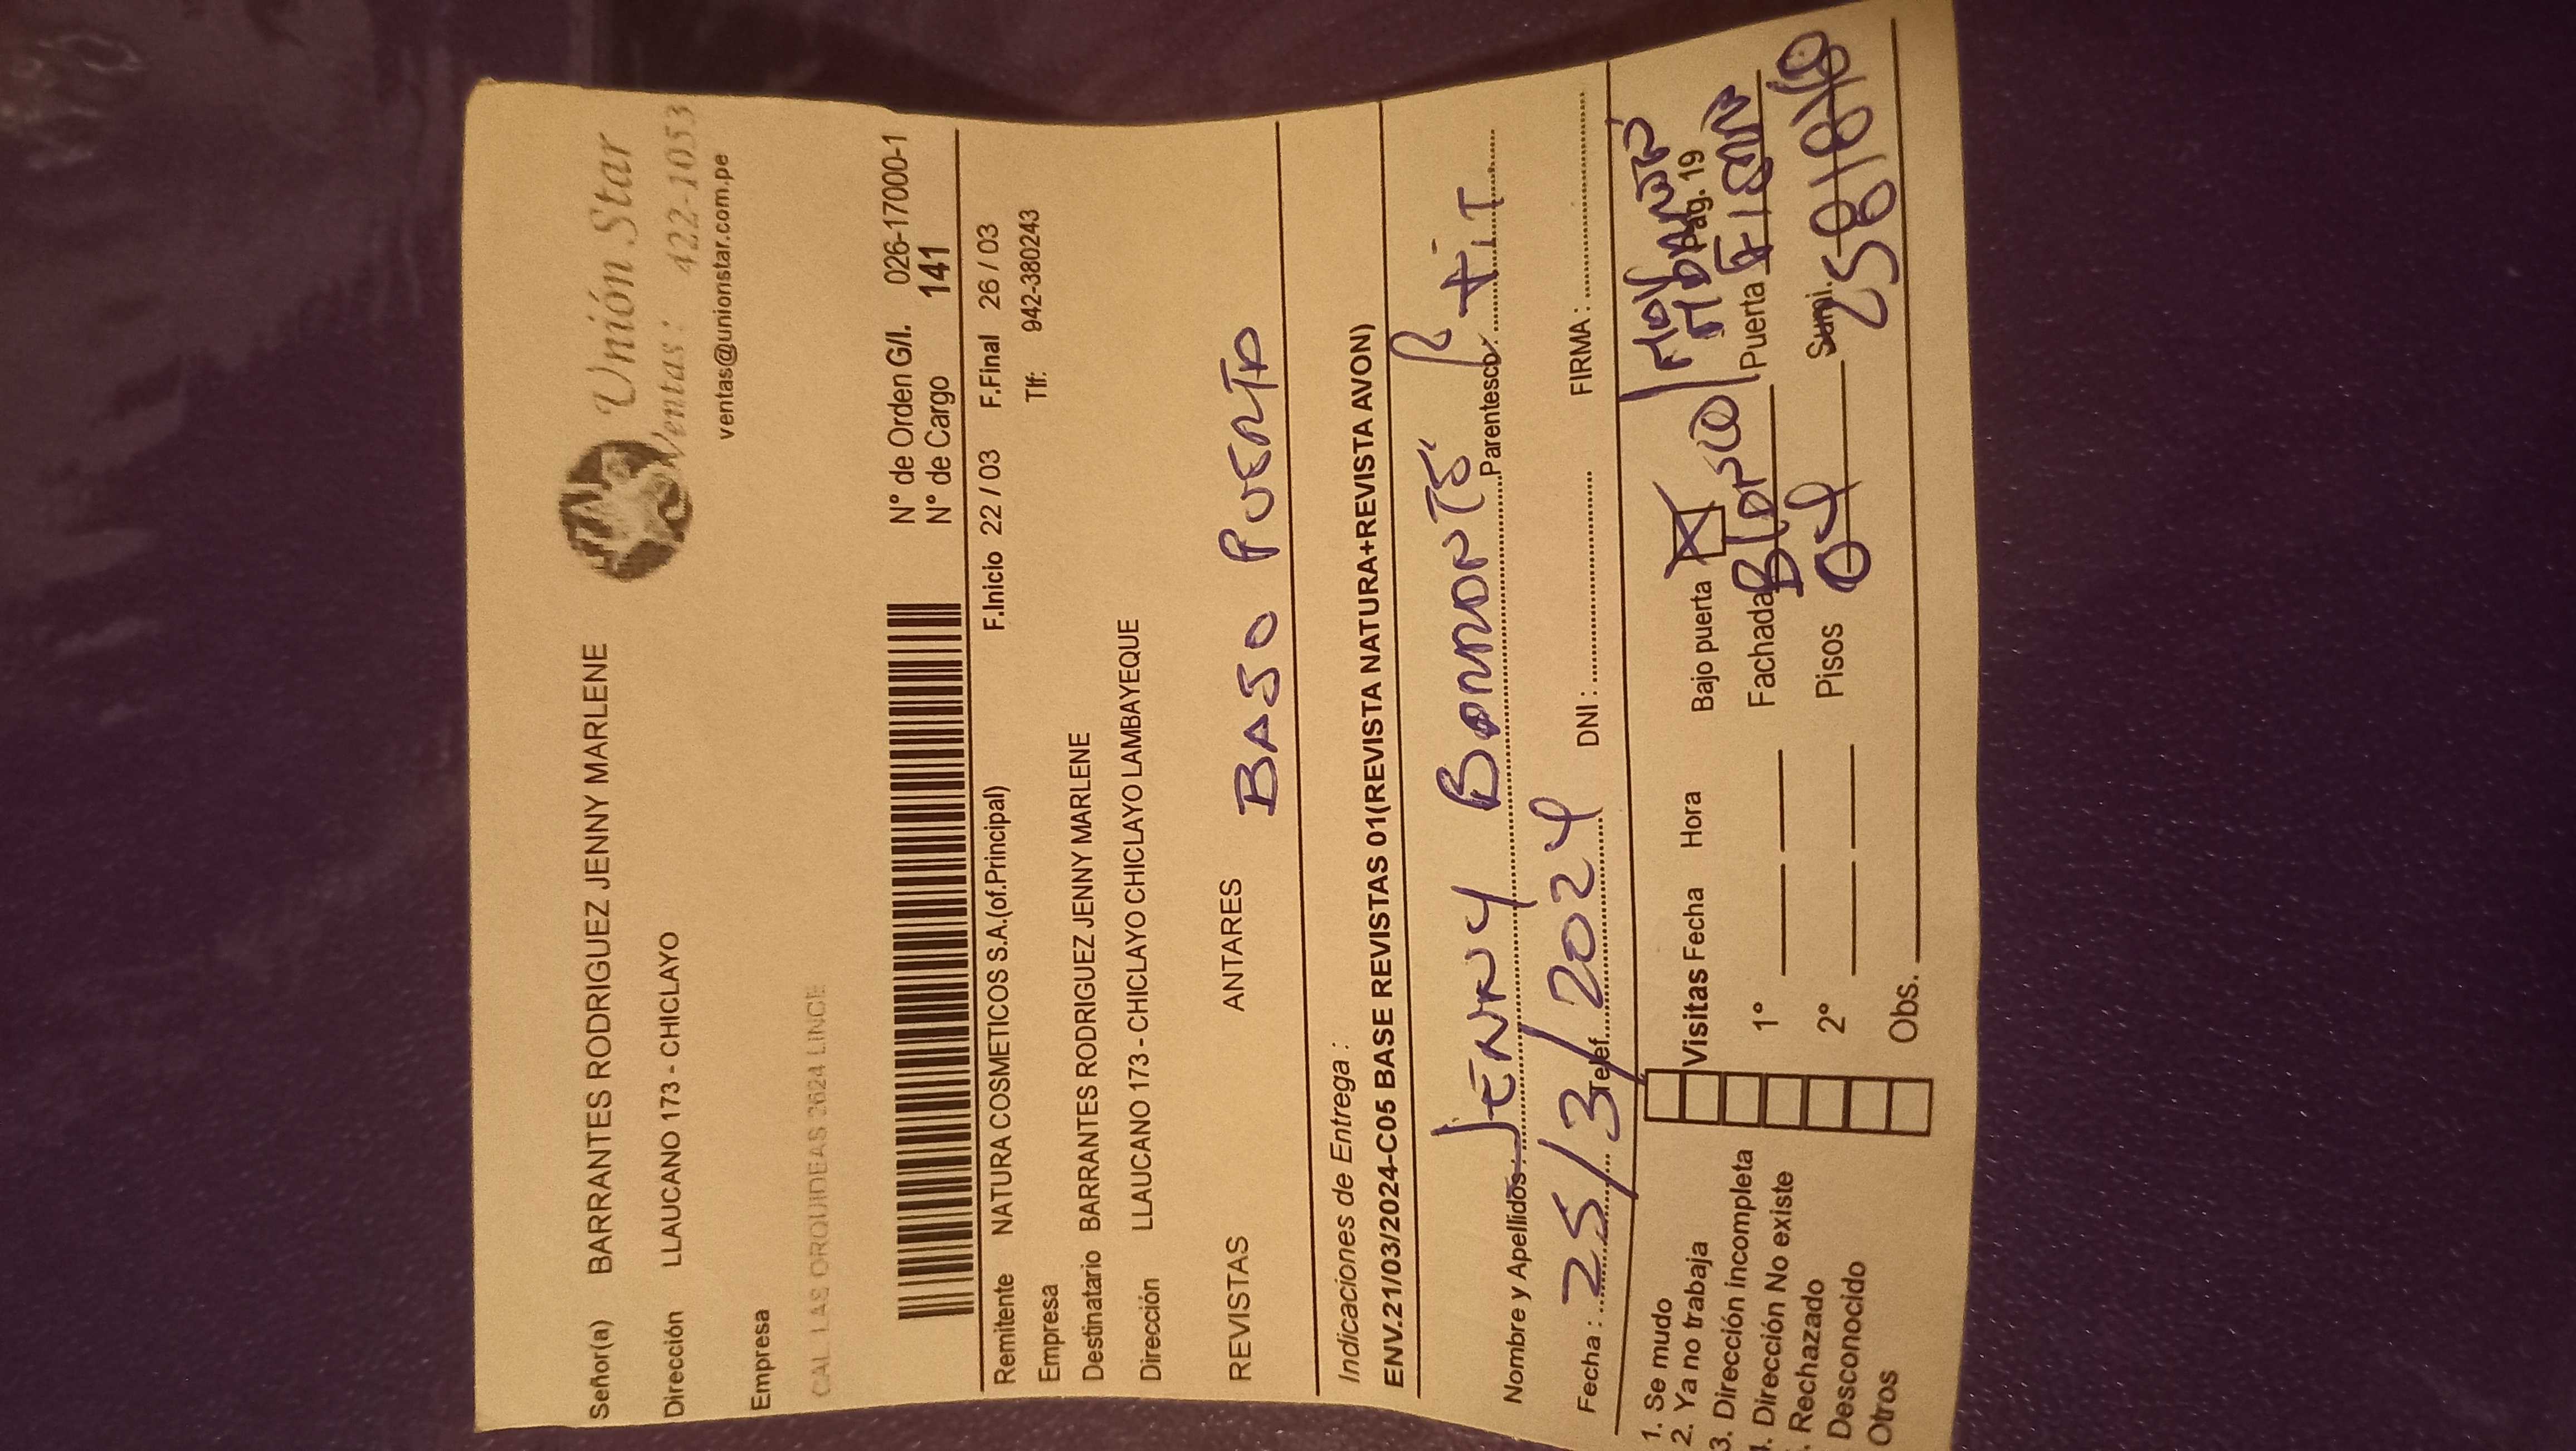 Señor(a) BARRANTES RODRIGUEZ JENNY MARLENE
Unión Star
Dirección LLAUCANO 173 - CHICLAYO
Ventas: 422-1053
ventas@unionstar.com.pe
Empresa
CAL LAS ORQUIDEAS 2624 LINCE
N° de Orden G/I. 026-17000-1
N° de Cargo 141
Remitente NATURA COSMETICOS S.A.(of.Principal) F.Inicio 22 / 03 F.Final 26 / 03
Empresa Tlf: 942-380243
Destinatario BARRANTES RODRIGUEZ JENNY MARLENE
Dirección LLAUCANO 173 - CHICLAYO CHICLAYO LAMBAYEQUE
REVISTAS ANTARES BAJO PUERTA
Indicaciones de Entrega :
ENV.21/03/2024-C05 BASE REVISTAS 01(REVISTA NATURA+REVISTA AVON)
Nombre y Apellidos: JENNY Parentesco: TiT
Fecha : 25/3/2024 Telef. DNI : FIRMA :
1. Se mudo
2. Ya no trabaja
3. Dirección incompleta
. Dirección No existe
. Rechazado
Desconocido
Otros
Visitas Fecha Hora
1°
2°
Obs.
Bajo puerta X
Pag. 19
Fachada Puerta
Pisos 04 Sumi.